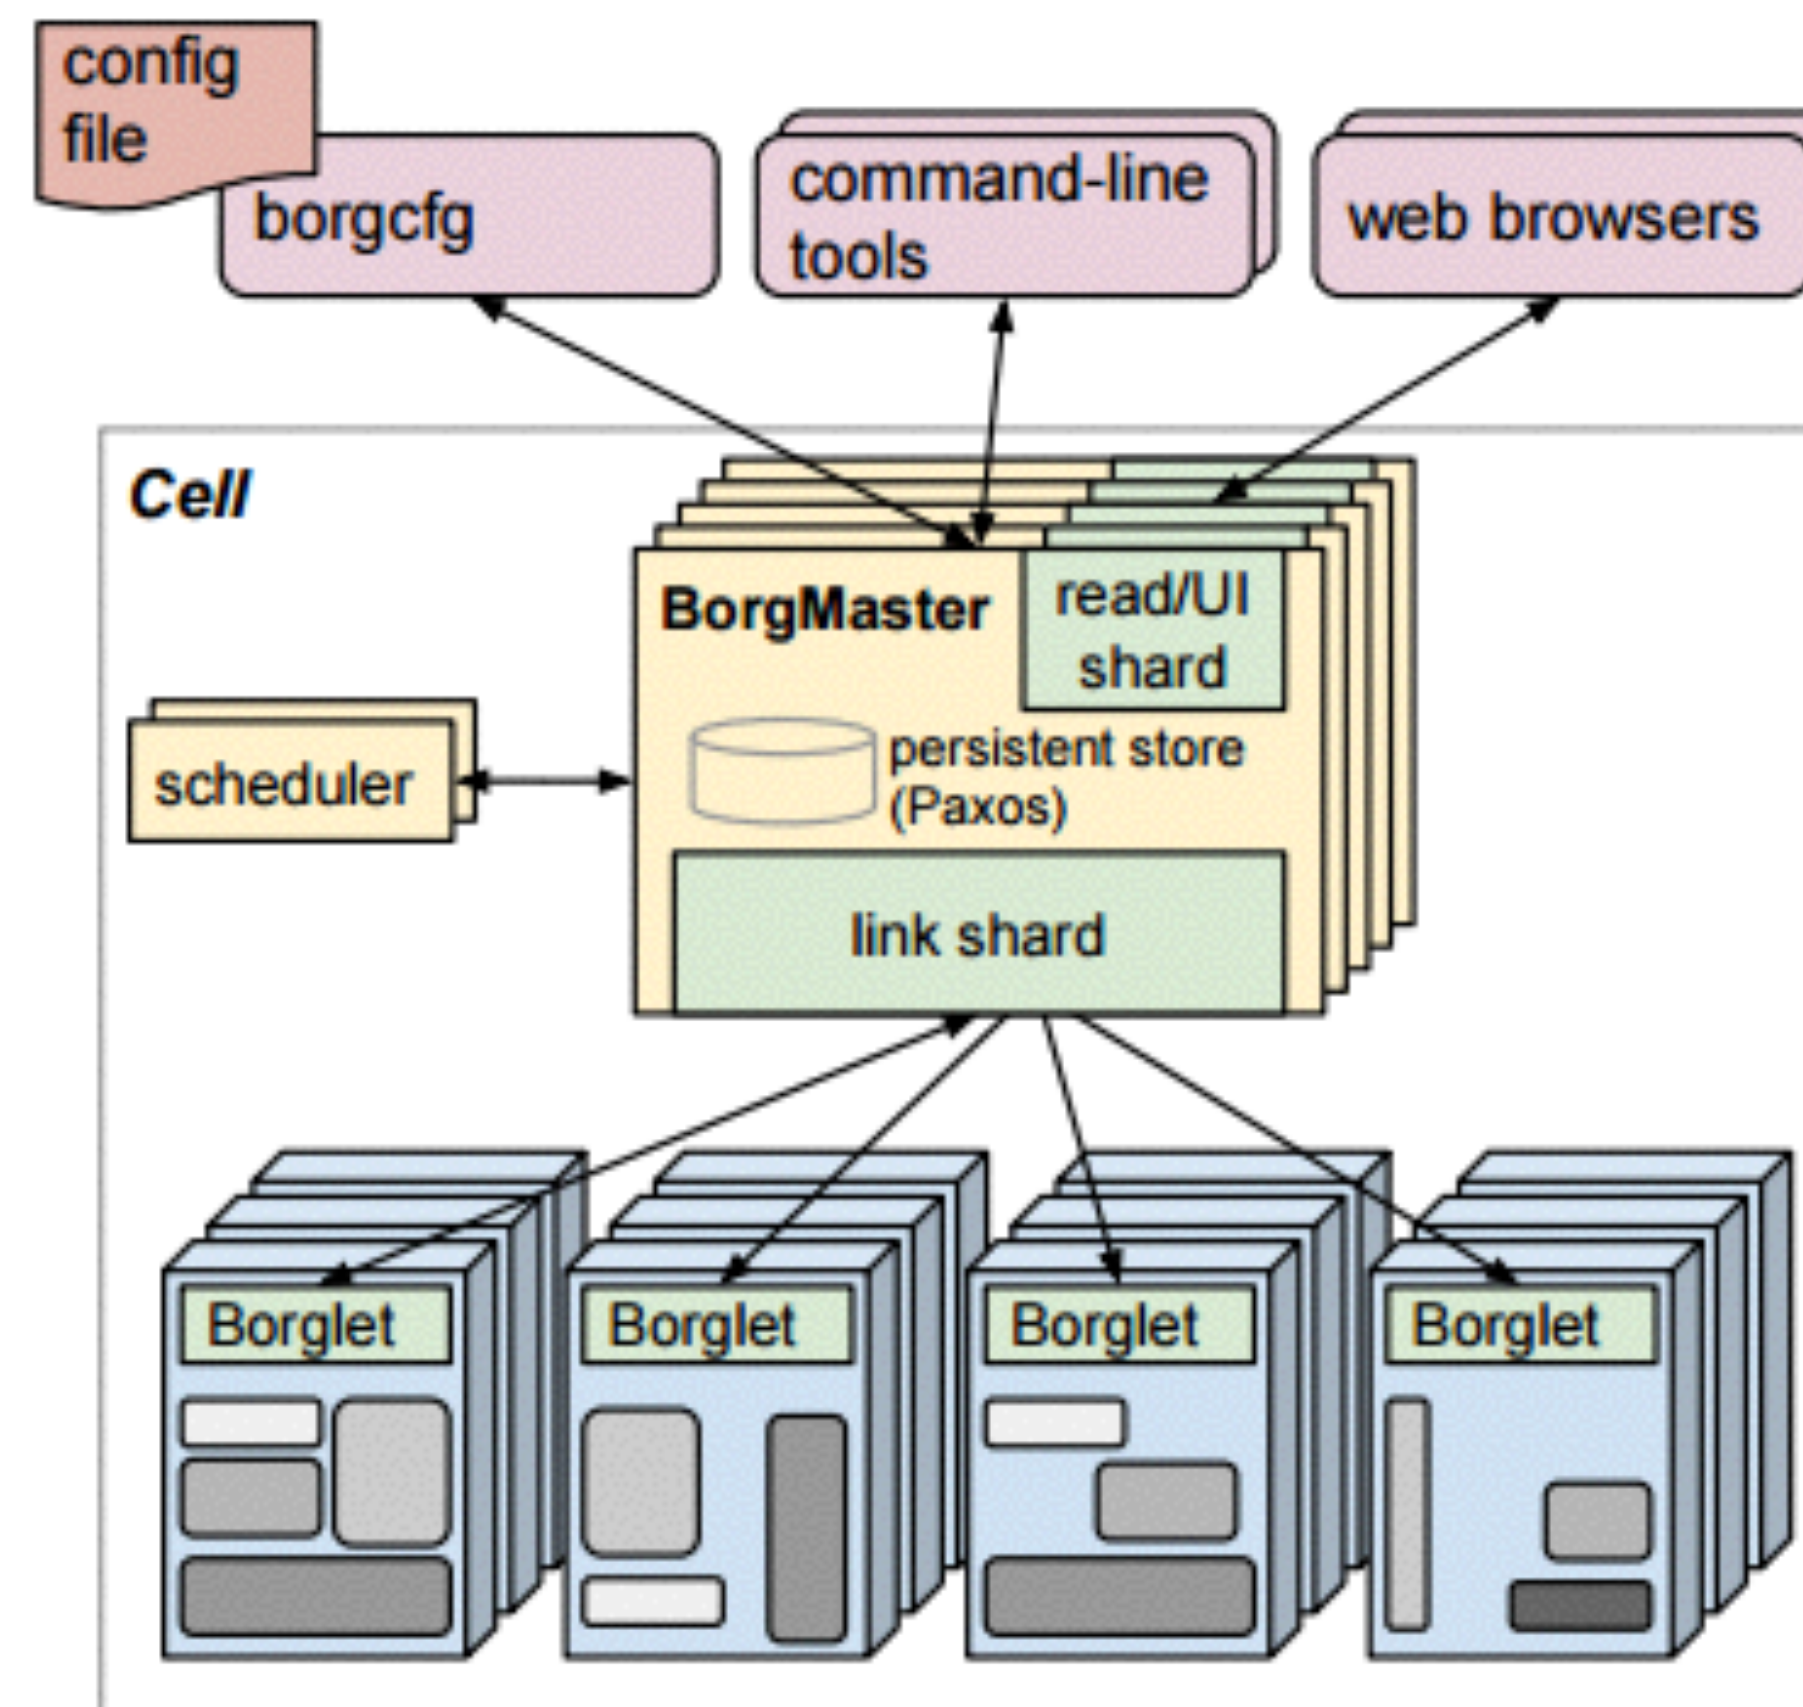 config
file
borgcfg
command-line
tools
web browsers
Cell
BorgMaster
read/UI
shard
scheduler
persistent store
(Paxos)
link shard
Borglet
Borglet
Borglet
Borglet